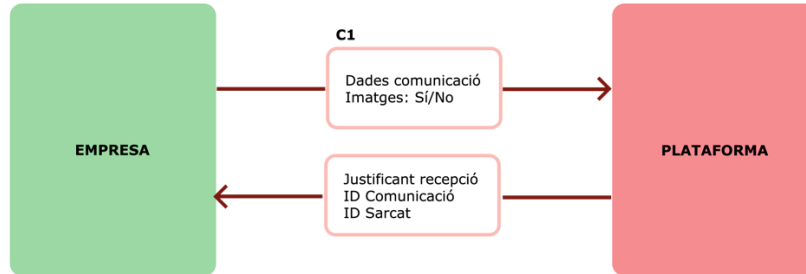 C1
Dades comunicació
Imatges: Sí/No
EMPRESA
PLATAFORMA
Justificant recepció
ID Comunicació
ID Sarcat